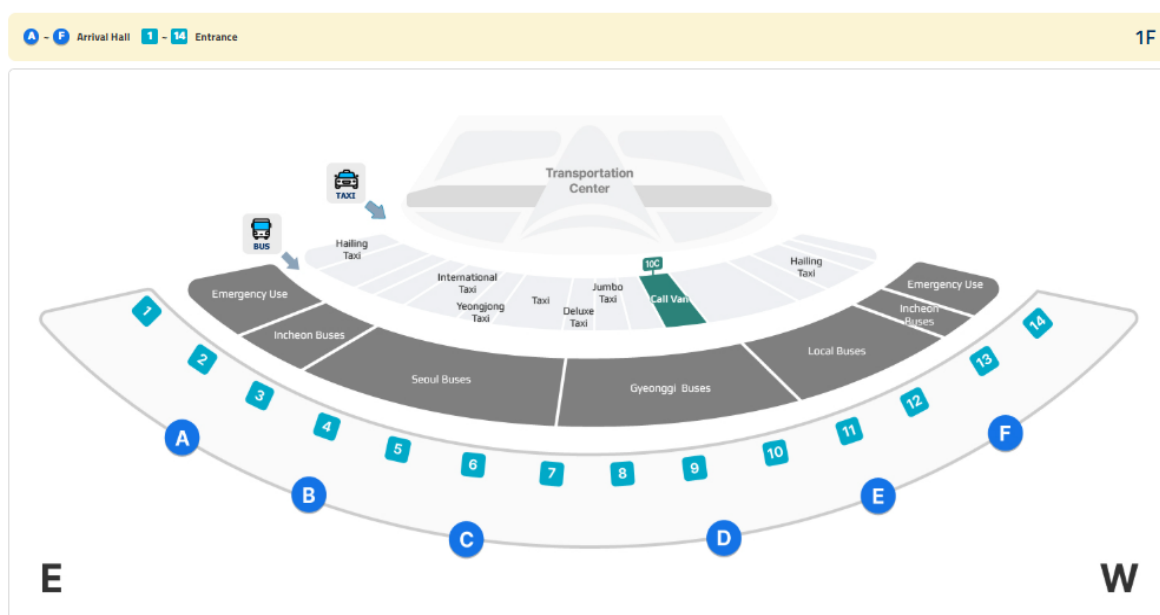 A - F Arrival Hall 1 - 14 Entrance
1F
Transportation
Center
TAXI
BUS
Hailing
Taxi
International
Taxi
Yeongjong
Taxi
Taxi
Deluxe
Taxi
Jumbo
Taxi
10C
Call Van
Hailing
Taxi
Emergency Use
Incheon Buses
Seoul Buses
Gyeonggi Buses
Local Buses
Incheon
Buses
Emergency Use
1
2
3
4
5
6
7
8
9
10
11
12
13
14
A
B
C
D
E
F
E
W